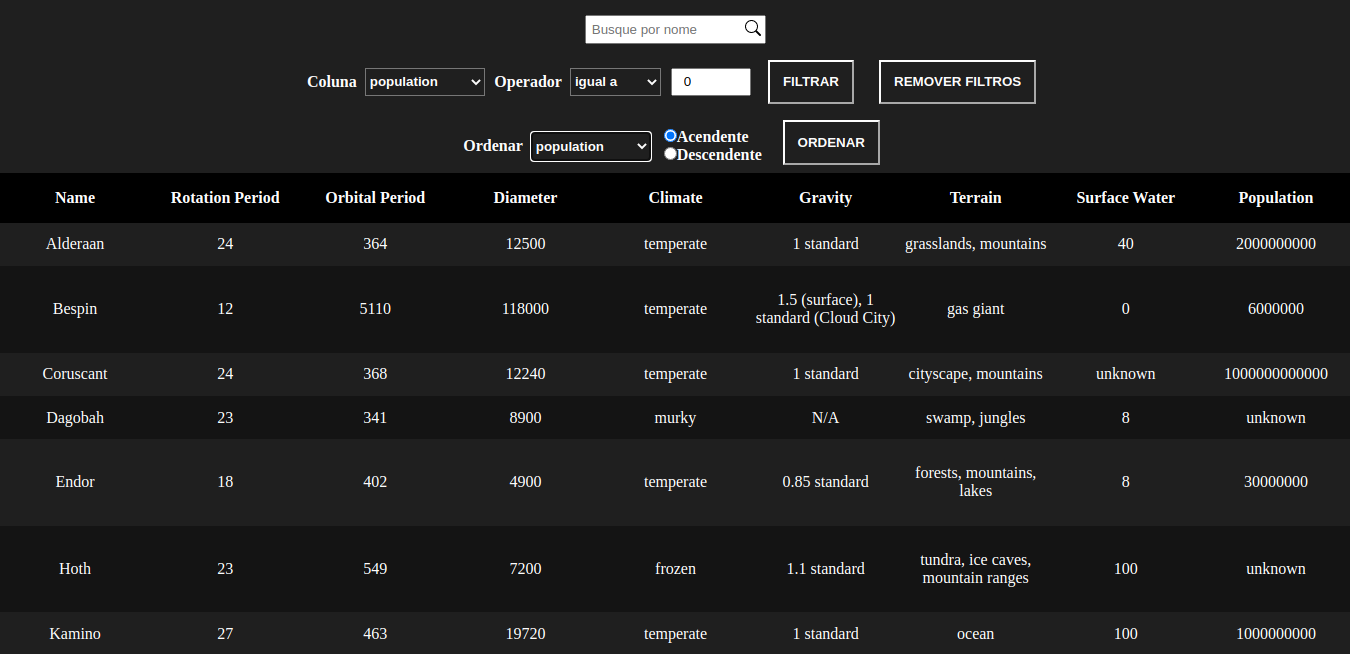 Busque por nome
Coluna population Operador igual a 0 FILTRAR REMOVER FILTROS
Ordenar population Acendente Descendente ORDENAR
Name Rotation Period Orbital Period Diameter Climate Gravity Terrain Surface Water Population
Alderaan 24 364 12500 temperate 1 standard grasslands, mountains 40 2000000000
Bespin 12 5110 118000 temperate 1.5 (surface), 1 standard (Cloud City) gas giant 0 6000000
Coruscant 24 368 12240 temperate 1 standard cityscape, mountains unknown 1000000000000
Dagobah 23 341 8900 murky N/A swamp, jungles 8 unknown
Endor 18 402 4900 temperate 0.85 standard forests, mountains, lakes 8 30000000
Hoth 23 549 7200 frozen 1.1 standard tundra, ice caves, mountain ranges 100 unknown
Kamino 27 463 19720 temperate 1 standard ocean 100 1000000000